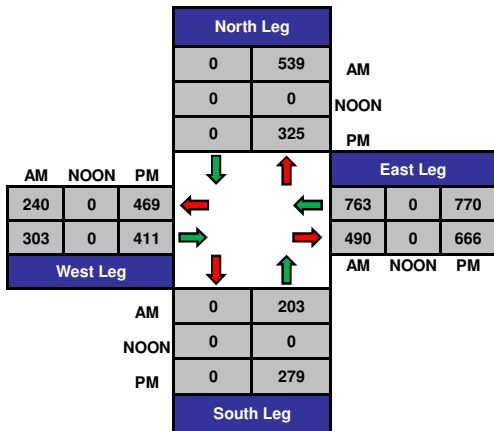 North Leg
0 539 AM
0 0 NOON
0 325 PM
AM NOON PM East Leg
240 0 469 763 0 770
303 0 411 490 0 666
West Leg AM NOON PM
AM 0 203
NOON 0 0
PM 0 279
South Leg